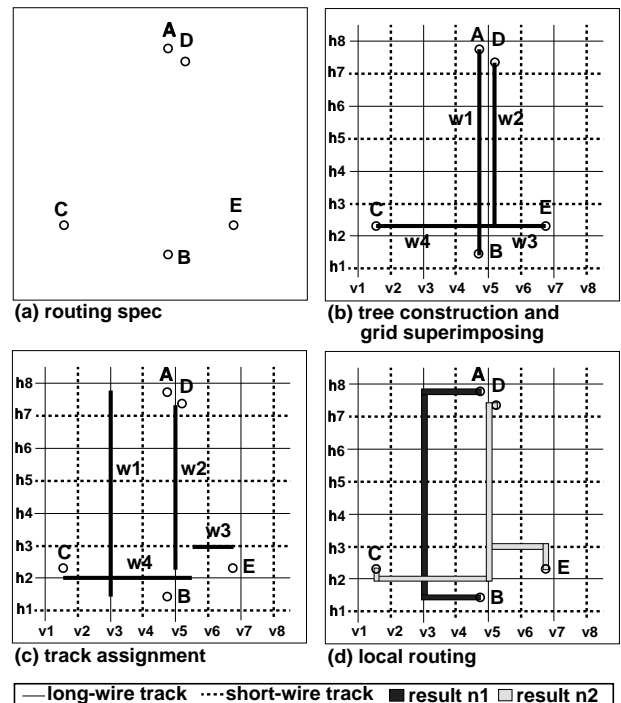 A
D
C
E
B
(a) routing spec
h8
h7
h6
h5
h4
h3
h2
h1
A
D
w1
w2
C
E
w4
w3
B
v1 v2 v3 v4 v5 v6 v7 v8
(b) tree construction and
grid superimposing
h8
h7
h6
h5
h4
h3
h2
h1
A
D
w1
w2
w3
C
w4
E
B
v1 v2 v3 v4 v5 v6 v7 v8
(c) track assignment
h8
h7
h6
h5
h4
h3
h2
h1
A
D
C
E
B
v1 v2 v3 v4 v5 v6 v7 v8
(d) local routing
long-wire track short-wire track result n1 result n2